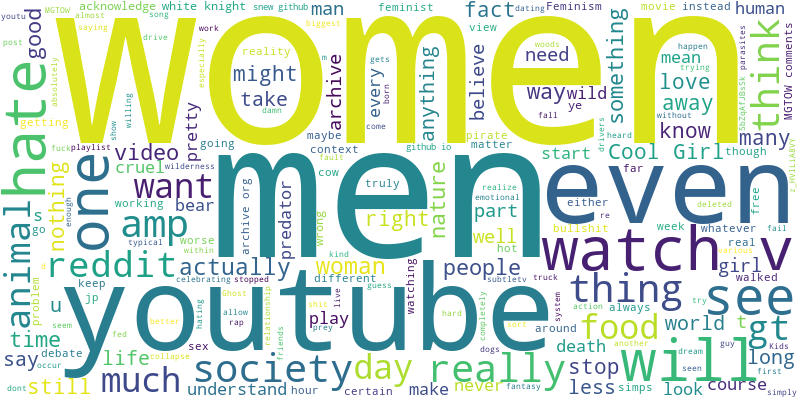 acknowledge
white knight
snew github
feminist
fact
dating
Feminism
movie
instead
human
MGTOW
almost
song
youtu
saying
biggest
man
view
post
drive
work
good
women
absolutely
reality
especially
might
take
archive
every
gets
born
come
anything
believe
need
way
wild
ye
woods
fall
something
mean
love
away
happen
trying
think
parasites
MGTOW comments
hate
getting
show
willing
pretty
damn
maybe
context
pirate
matter
github io
drivers
heard
without
know
many
fuck
playlist
going
video
cruel
wilderness
fault
cow
start
Cool Girl
though
one
men
even
far
either
re
free
deleted
animal
nothing
enough
want
bear
archive org
predator
truly
right
nature
realize
emotional
part
bullshit
whatever
s
go
working
typical
within
worse
wrong
well
hot
week
real
various
fail
amp
actually
kind
woman
different
people
watch
v
girl
walked
problem
reddit
u
keep
jp
youtube
celebrating
stopped
hating
Ghost
allow
rap
relationship
shit
live
play
guess
watching
prey
hard
completely
subtletv
truck
system
thing
sort
action
always
around
food
world
try
t
see
gt
time
seem
fed
better
say
debate
occur
collapse
life
sex
society
friends
day
really
dogs
death
another
guy
dream
Kids
long
dont
still
much
understand
hour
certain
make
never
fantasy
stop
less
simps
will
look
seen
course
first
simply